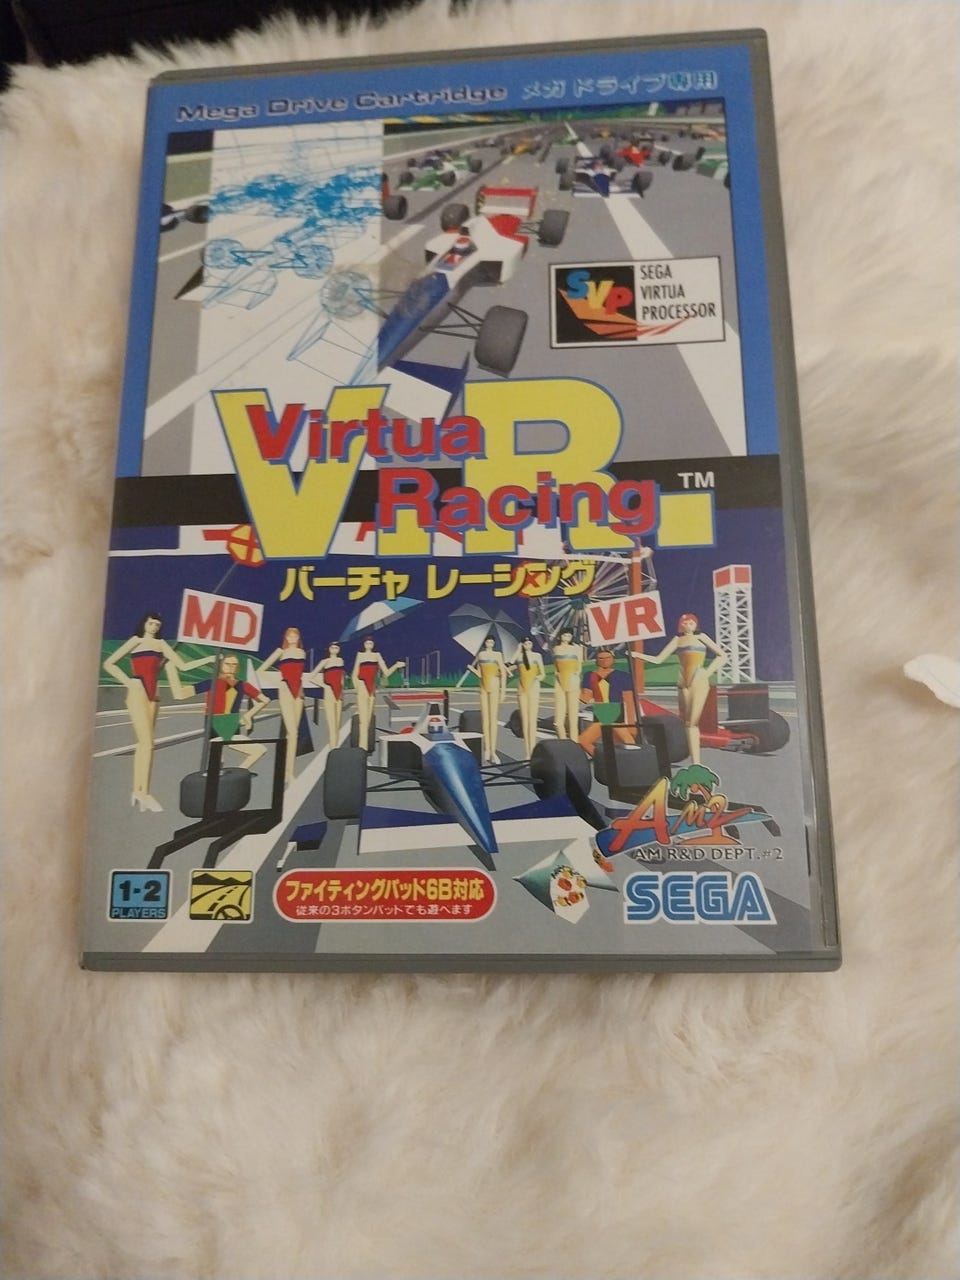 Mega Drive Cartridge メガドライブ専用
SVP
SEGA
VIRTUA
PROCESSOR
V.R.
Virtua
Racing
TM
バーチャ レーシング
MD
VR
AM2
AM R&D DEPT.#2
1-2
PLAYERS
ファイティングパッド6B対応
従来の3ボタンパッドでも遊べます
SEGA